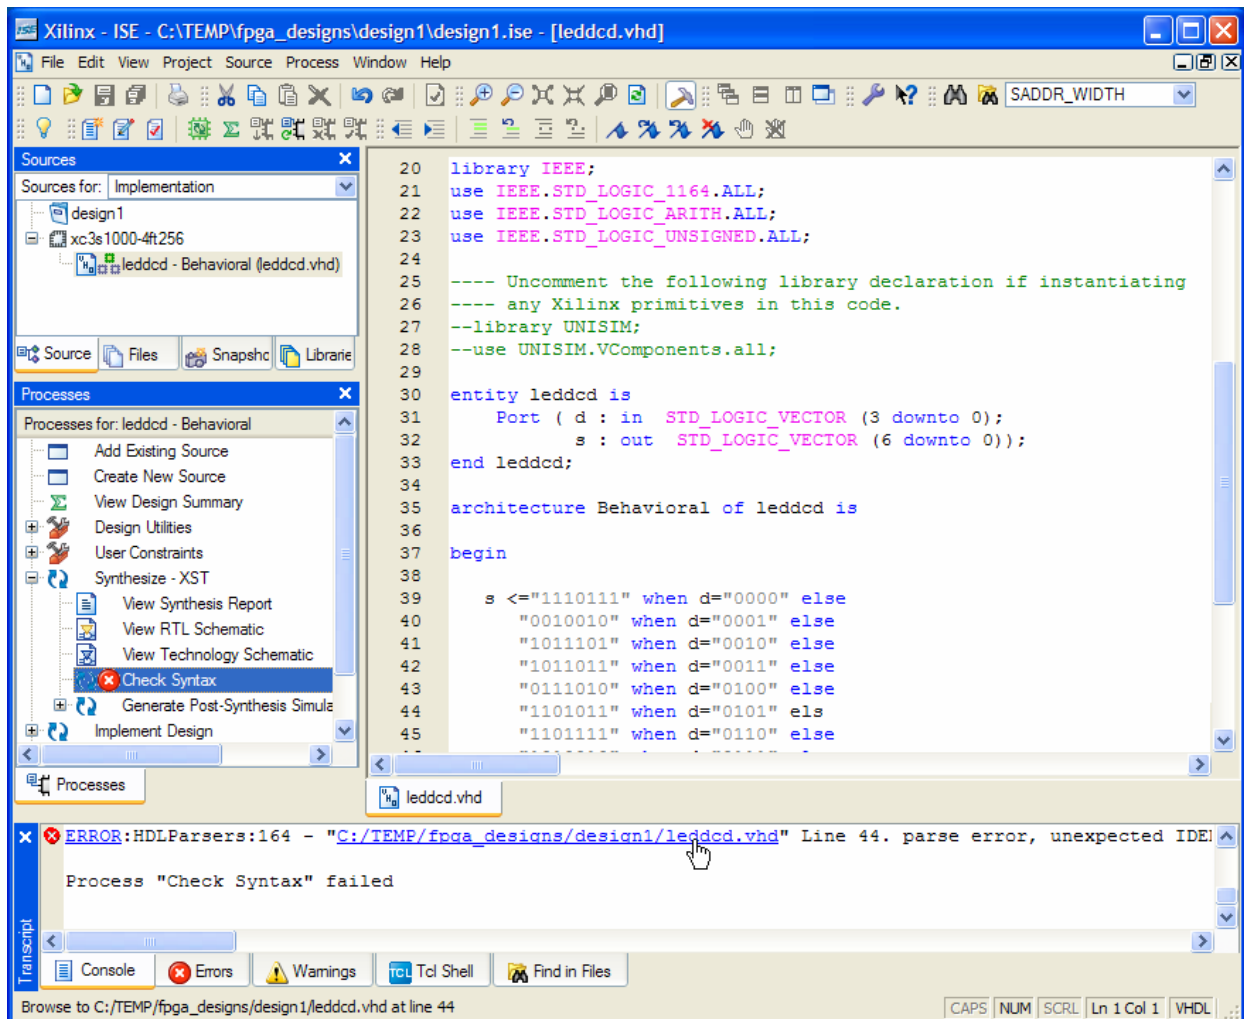 Xilinx - ISE - C:\TEMP\fpga_designs\design1\design1.ise - [leddcd.vhd]
File Edit View Project Source Process Window Help
SADDR_WIDTH
Sources
Sources for: Implementation
design1
xc3s1000-4ft256
leddcd - Behavioral (leddcd.vhd)
Source Files Snapshc Librarie
Processes
Processes for: leddcd - Behavioral
Add Existing Source
Create New Source
View Design Summary
Design Utilities
User Constraints
Synthesize - XST
View Synthesis Report
View RTL Schematic
View Technology Schematic
Check Syntax
Generate Post-Synthesis Simula
Implement Design
Processes
20 library IEEE;
21 use IEEE.STD_LOGIC_1164.ALL;
22 use IEEE.STD_LOGIC_ARITH.ALL;
23 use IEEE.STD_LOGIC_UNSIGNED.ALL;
24
25 ---- Uncomment the following library declaration if instantiating
26 ---- any Xilinx primitives in this code.
27 --library UNISIM;
28 --use UNISIM.VComponents.all;
29
30 entity leddcd is
31 Port ( d : in STD_LOGIC_VECTOR (3 downto 0);
32 s : out STD_LOGIC_VECTOR (6 downto 0));
33 end leddcd;
34
35 architecture Behavioral of leddcd is
36
37 begin
38
39 s <="1110111" when d="0000" else
40 "0010010" when d="0001" else
41 "1011101" when d="0010" else
42 "1011011" when d="0011" else
43 "0111010" when d="0100" else
44 "1101011" when d="0101" els
45 "1101111" when d="0110" else
leddcd.vhd
ERROR:HDLParsers:164 - "C:/TEMP/fpga_designs/design1/leddcd.vhd" Line 44. parse error, unexpected IDE
Process "Check Syntax" failed
Transcript
Console Errors Warnings Tcl Shell Find in Files
Browse to C:/TEMP/fpga_designs/design1/leddcd.vhd at line 44
CAPS NUM SCRL Ln 1 Col 1 VHDL